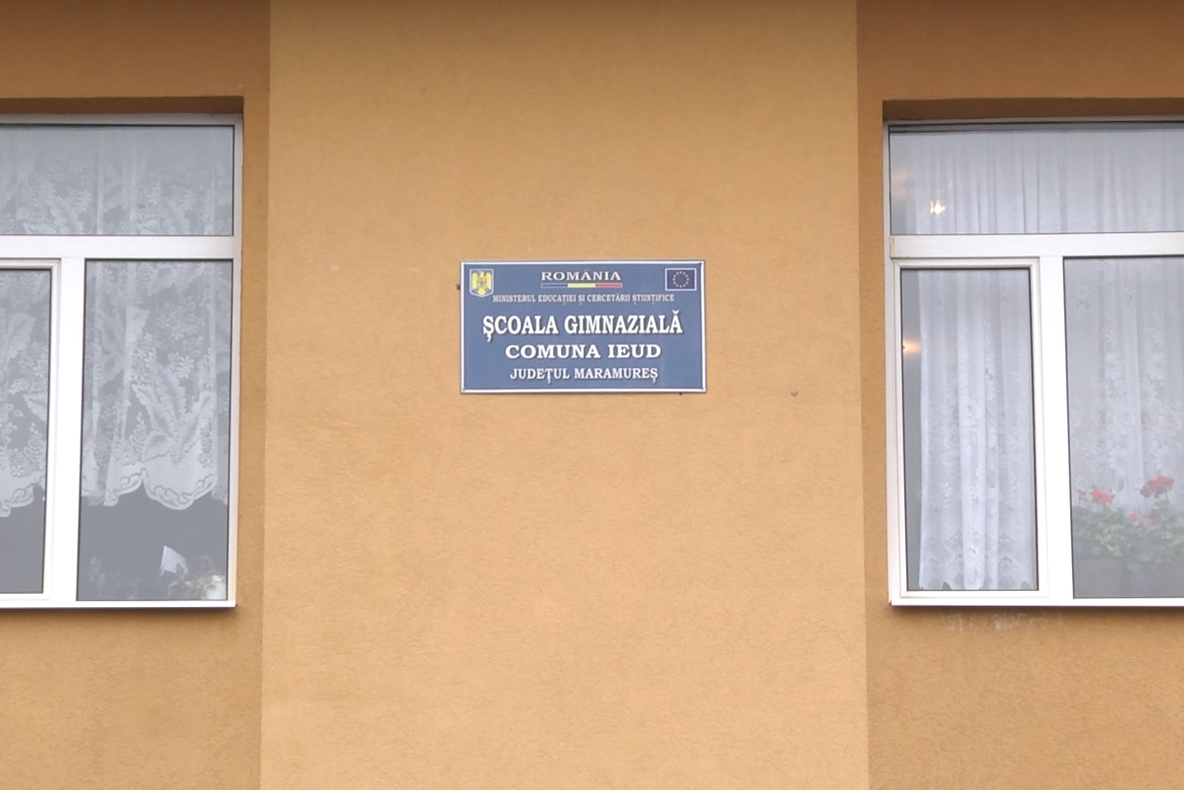 ROMÂNIA
MINISTERUL EDUCAȚIEI ȘI CERCETĂRII ȘTIINȚIFICE
ȘCOALA GIMNAZIALĂ
COMUNA IEUD
JUDEȚUL MARAMUREȘ